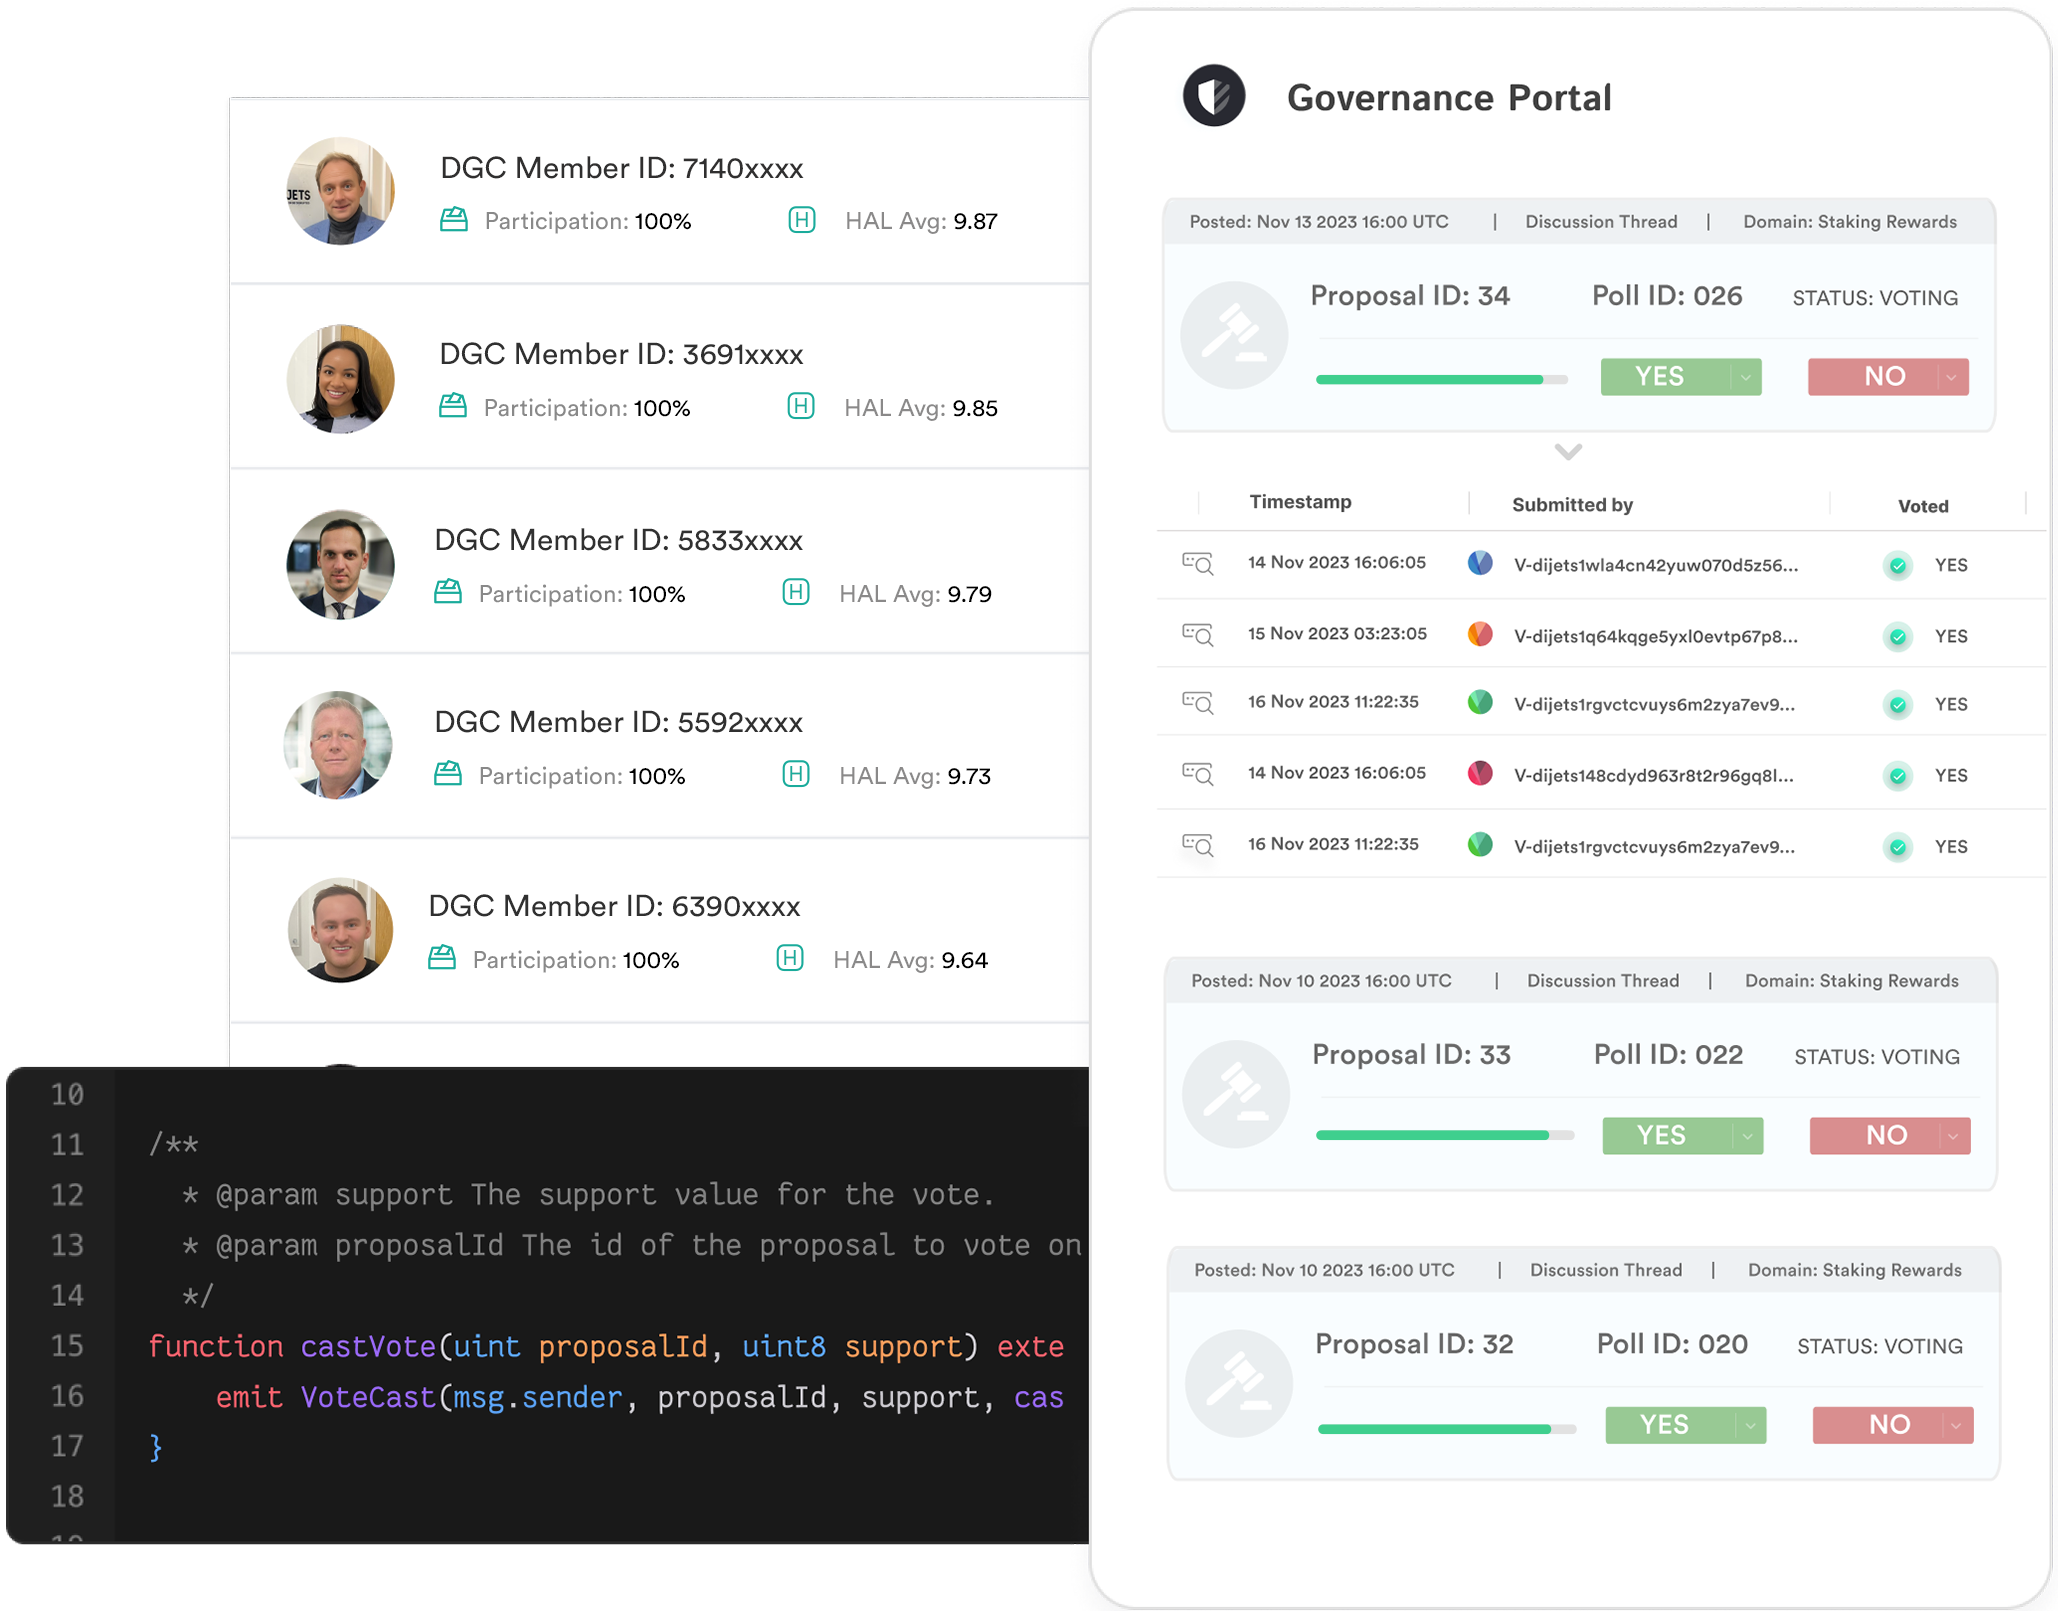 JETS
DGC Member ID: 7140xxxx
Participation: 100% HAL Avg: 9.87
DGC Member ID: 3691xxxx
Participation: 100% HAL Avg: 9.85
DGC Member ID: 5833xxxx
Participation: 100% HAL Avg: 9.79
DGC Member ID: 5592xxxx
Participation: 100% HAL Avg: 9.73
DGC Member ID: 6390xxxx
Participation: 100% HAL Avg: 9.64
10
11 /**
12 * @param support The support value for the vote.
13 * @param proposalId The id of the proposal to vote on
14 */
15 function castVote(uint proposalId, uint8 support) exte
16 emit VoteCast(msg.sender, proposalId, support, cas
17 }
18
Governance Portal
Posted: Nov 13 2023 16:00 UTC | Discussion Thread | Domain: Staking Rewards
Proposal ID: 34 Poll ID: 026 STATUS: VOTING
YES NO
Timestamp Submitted by Voted
14 Nov 2023 16:06:05 V-dijets1wla4cn42yuw070d5z56... YES
15 Nov 2023 03:23:05 V-dijets1q64kqge5yxl0evtp67p8... YES
16 Nov 2023 11:22:35 V-dijets1rgvctcvuys6m2zya7ev9... YES
14 Nov 2023 16:06:05 V-dijets148cdyd963r8t2r96gq8l... YES
16 Nov 2023 11:22:35 V-dijets1rgvctcvuys6m2zya7ev9... YES
Posted: Nov 10 2023 16:00 UTC | Discussion Thread | Domain: Staking Rewards
Proposal ID: 33 Poll ID: 022 STATUS: VOTING
YES NO
Posted: Nov 10 2023 16:00 UTC | Discussion Thread | Domain: Staking Rewards
Proposal ID: 32 Poll ID: 020 STATUS: VOTING
YES NO